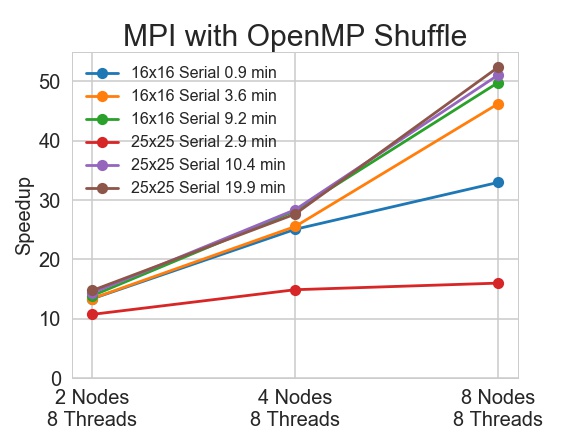 MPI with OpenMP Shuffle
50
40
30
20
10
0
Speedup
16x16 Serial 0.9 min
16x16 Serial 3.6 min
16x16 Serial 9.2 min
25x25 Serial 2.9 min
25x25 Serial 10.4 min
25x25 Serial 19.9 min
2 Nodes
8 Threads
4 Nodes
8 Threads
8 Nodes
8 Threads